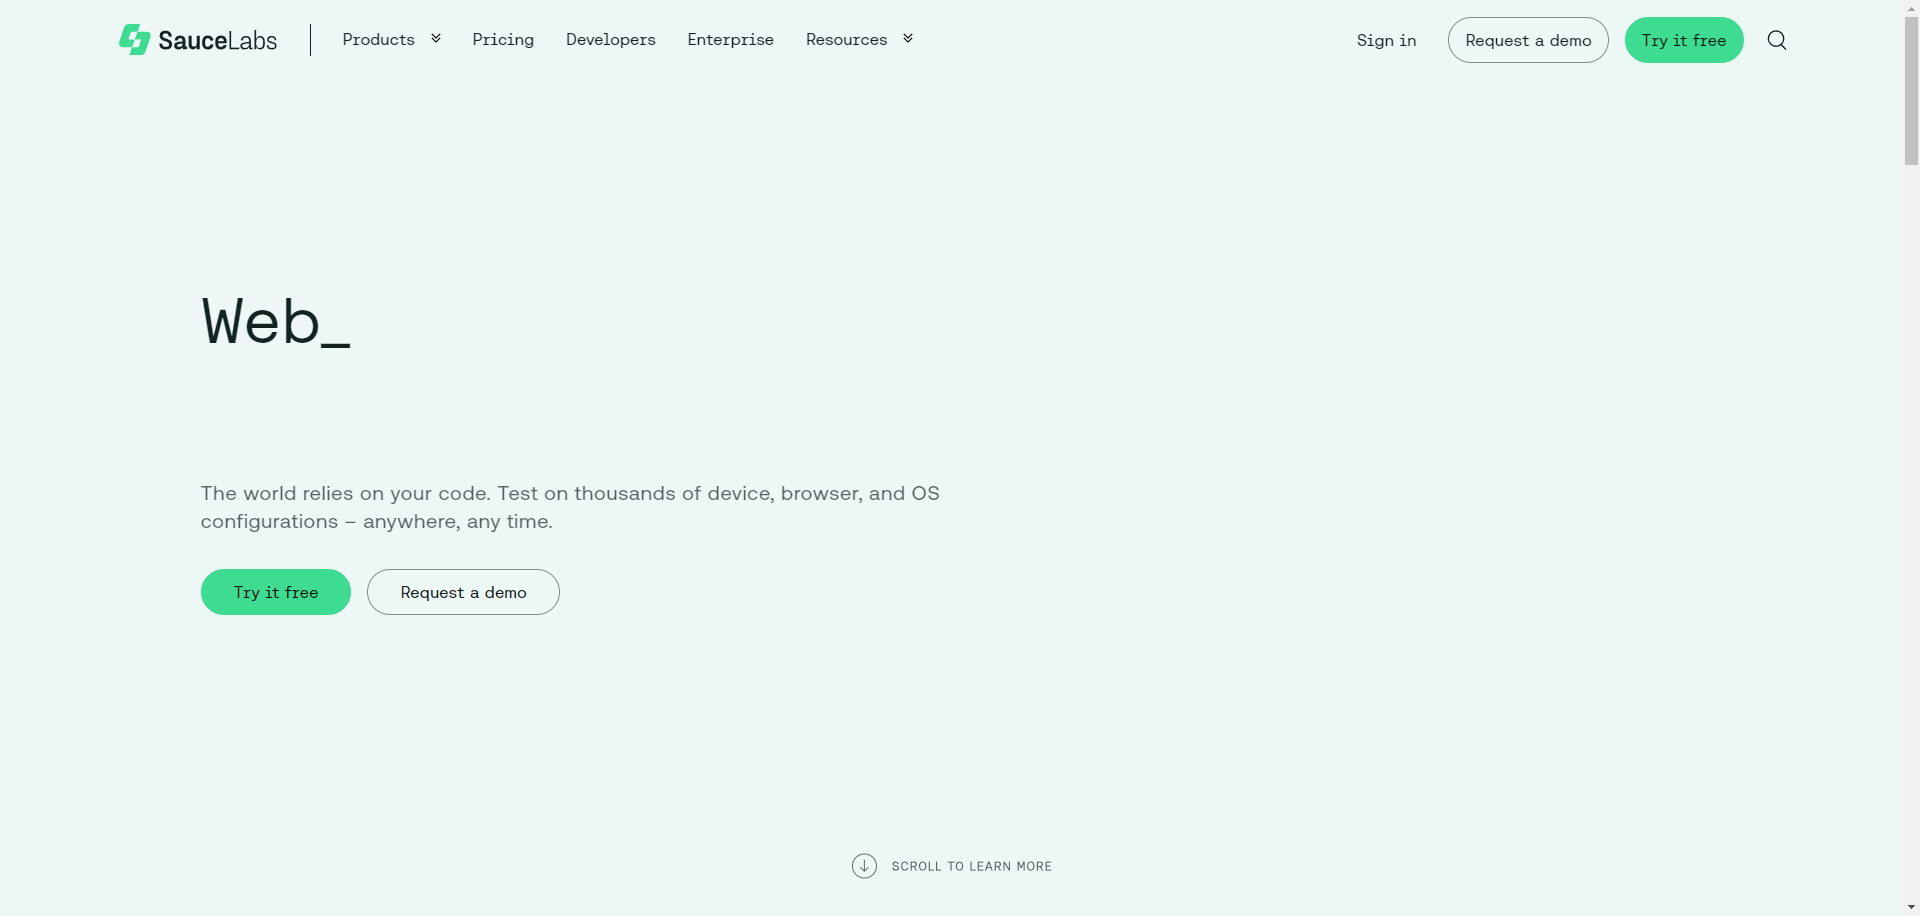 SauceLabs
Products
Pricing
Developers
Enterprise
Resources
Sign in
Request a demo
Try it free
Web_
The world relies on your code. Test on thousands of device, browser, and OS
configurations – anywhere, any time.
Try it free
Request a demo
SCROLL TO LEARN MORE